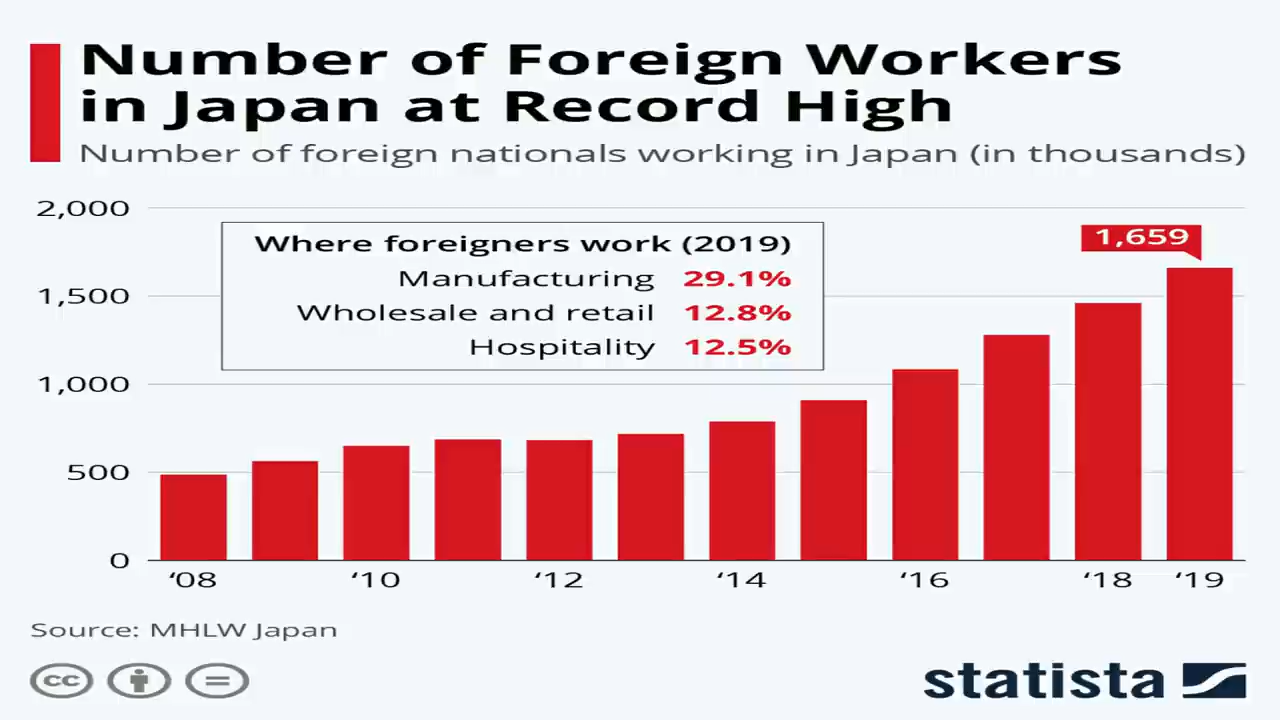 Number of Foreign Workers
in Japan at Record High
Number of foreign nationals working in Japan (in thousands)
2,000
1,500
1,000
500
0
Where foreigners work (2019)
Manufacturing 29.1%
Wholesale and retail 12.8%
Hospitality 12.5%
1,659
‘08 ‘10 ‘12 ‘14 ‘16 ‘18 ‘19
Source: MHLW Japan
cc
statista